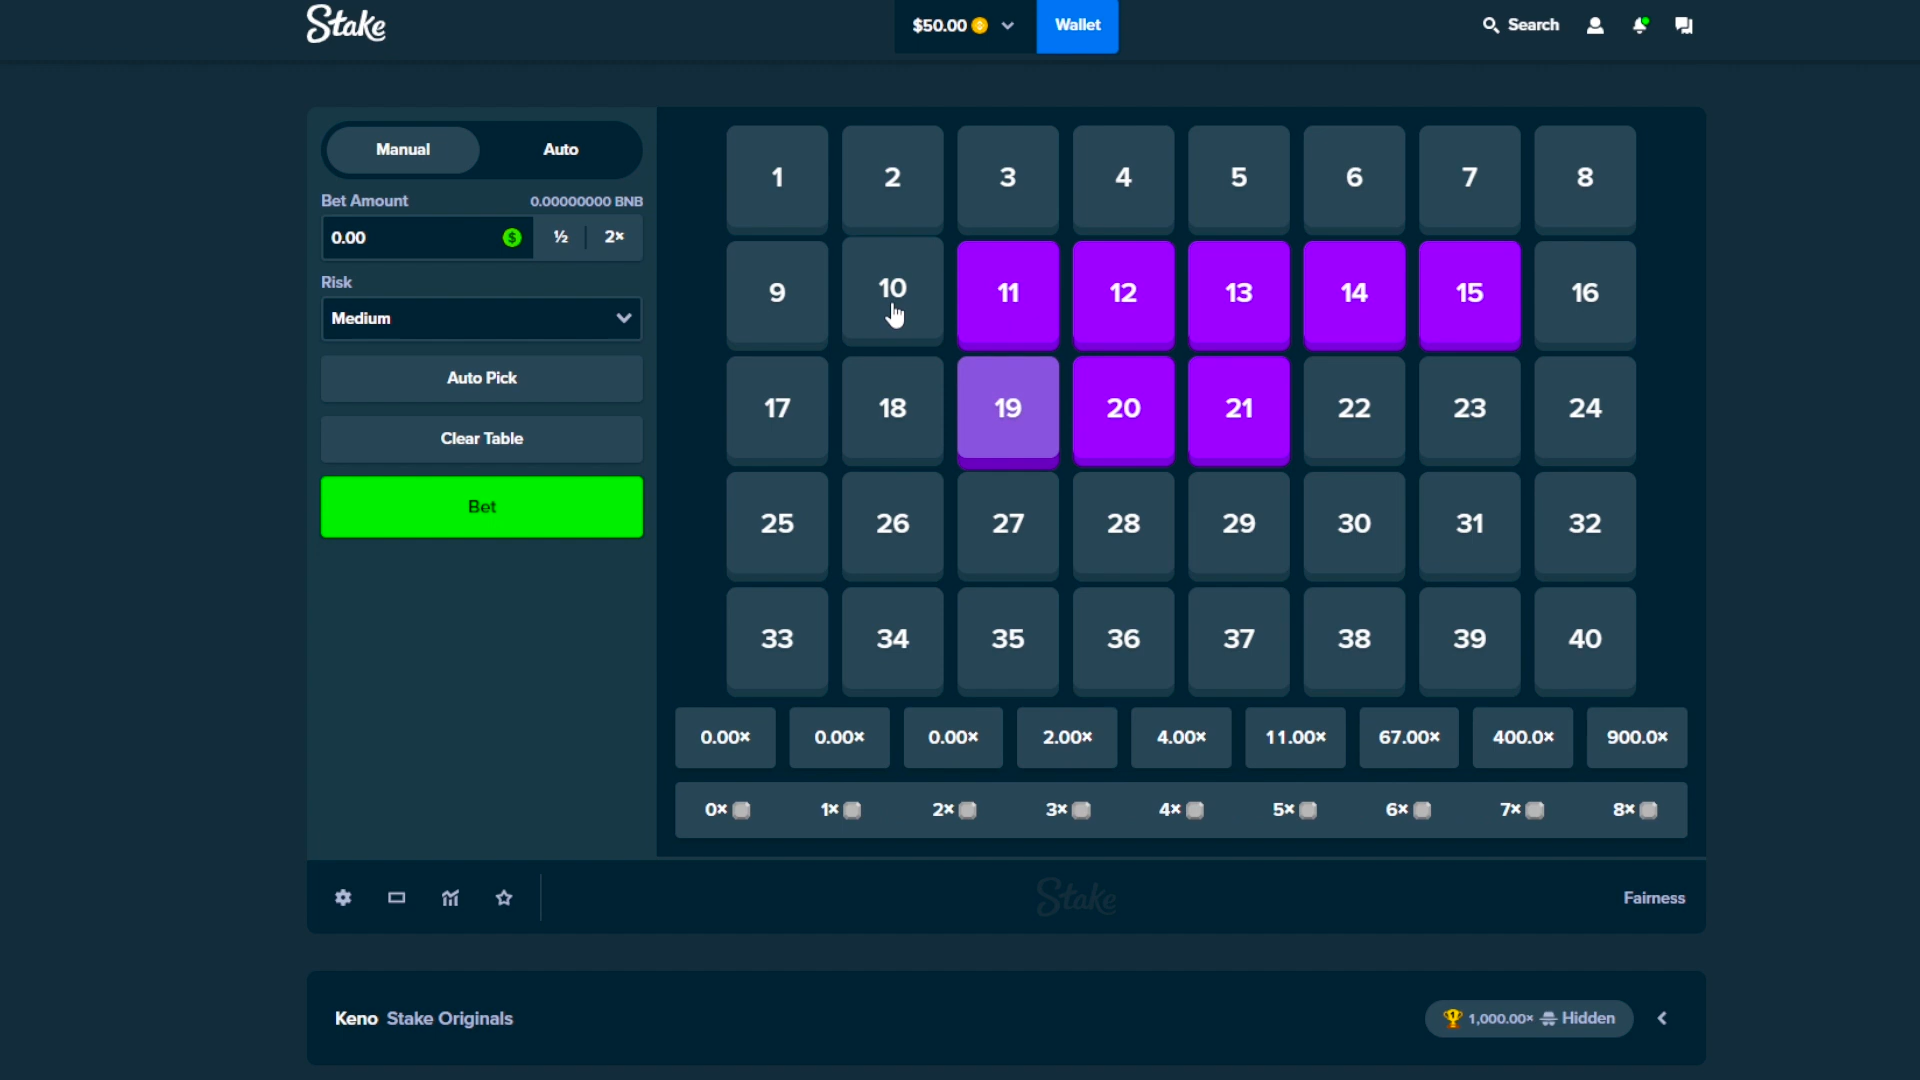 Stake
$50.00
Wallet
Search
Manual Auto
Bet Amount 0.00000000 BNB
0.00 $ ½ 2×
Risk
Medium
Auto Pick
Clear Table
Bet
1 2 3 4 5 6 7 8
9 10 11 12 13 14 15 16
17 18 19 20 21 22 23 24
25 26 27 28 29 30 31 32
33 34 35 36 37 38 39 40
0.00× 0.00× 0.00× 2.00× 4.00× 11.00× 67.00× 400.0× 900.0×
0× 1× 2× 3× 4× 5× 6× 7× 8×
Stake
Fairness
Keno Stake Originals
1,000.00× Hidden